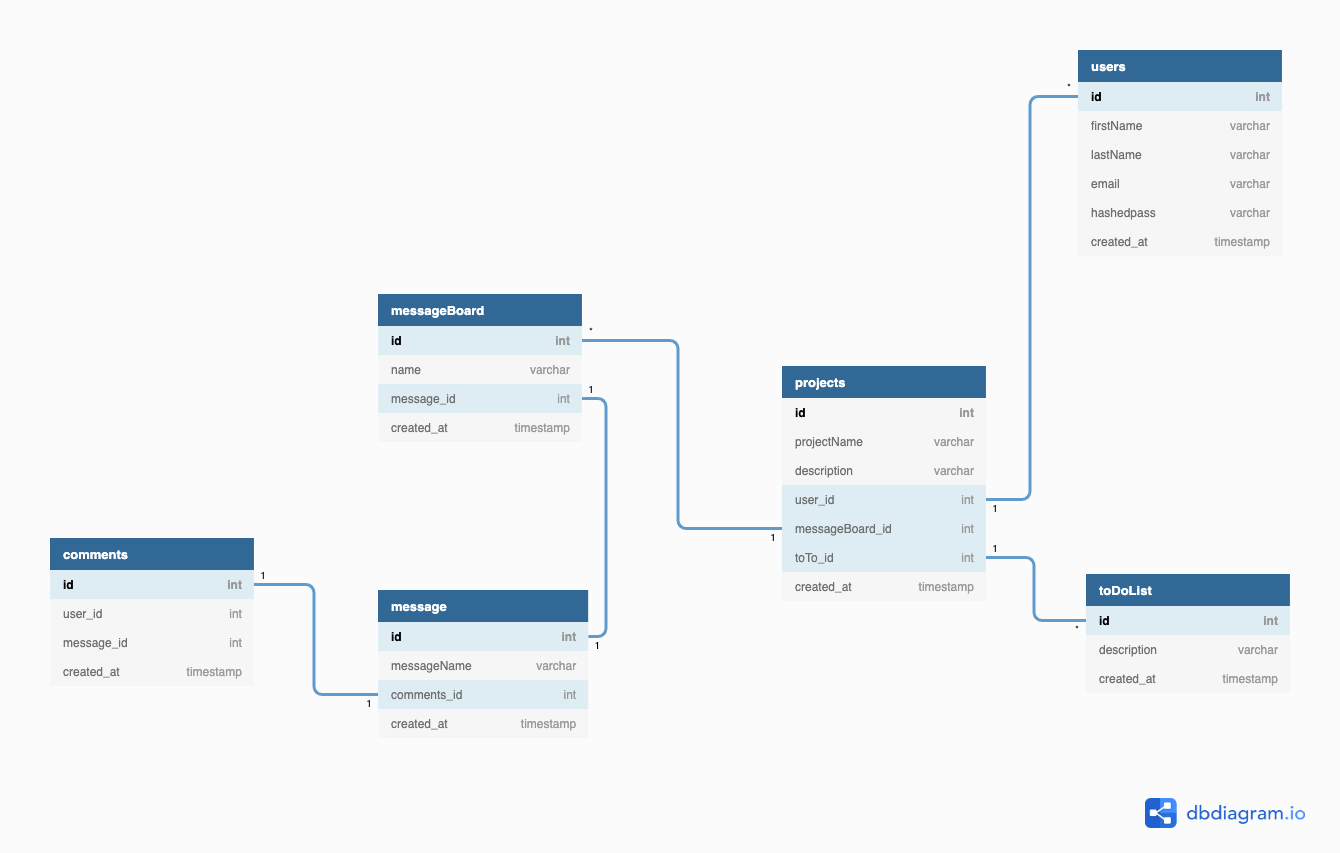 users
id int
firstName varchar
lastName varchar
email varchar
hashedpass varchar
created_at timestamp
messageBoard
id int
name varchar
message_id int
created_at timestamp
projects
id int
projectName varchar
description varchar
user_id int
messageBoard_id int
toTo_id int
created_at timestamp
comments
id int
user_id int
message_id int
created_at timestamp
message
id int
messageName varchar
comments_id int
created_at timestamp
toDoList
id int
description varchar
created_at timestamp
*
1
*
1
1
1
1
*
1
1
dbdiagram.io